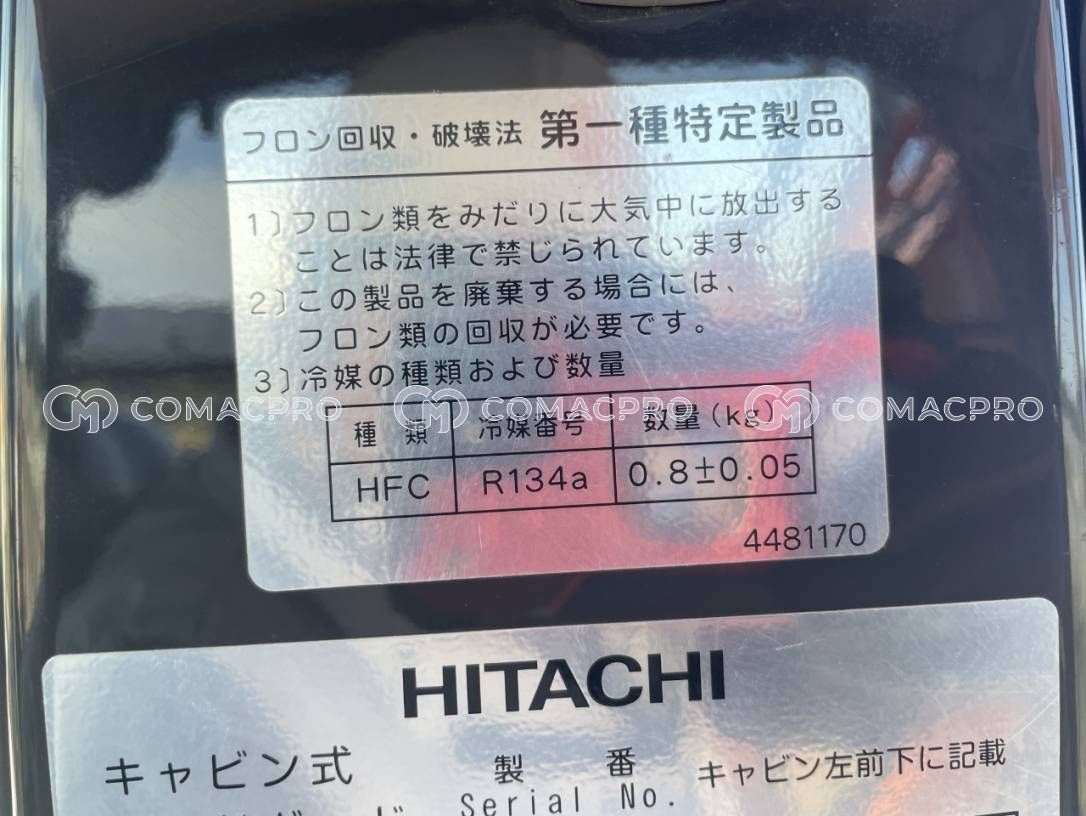 フロン回収・破壊法 第一種特定製品
1)フロン類をみだりに大気中に放出する
ことは法律で禁じられています。
2)この製品を廃棄する場合には、
フロン類の回収が必要です。
3)冷媒の種類および数量
COMACPRO COMACPRO COMACPRO
種 類 冷媒番号 数量(kg)
HFC R134a 0.8±0.05
4481170
HITACHI
キャビン式 製 番 キャビン左前下に記載
Serial No.